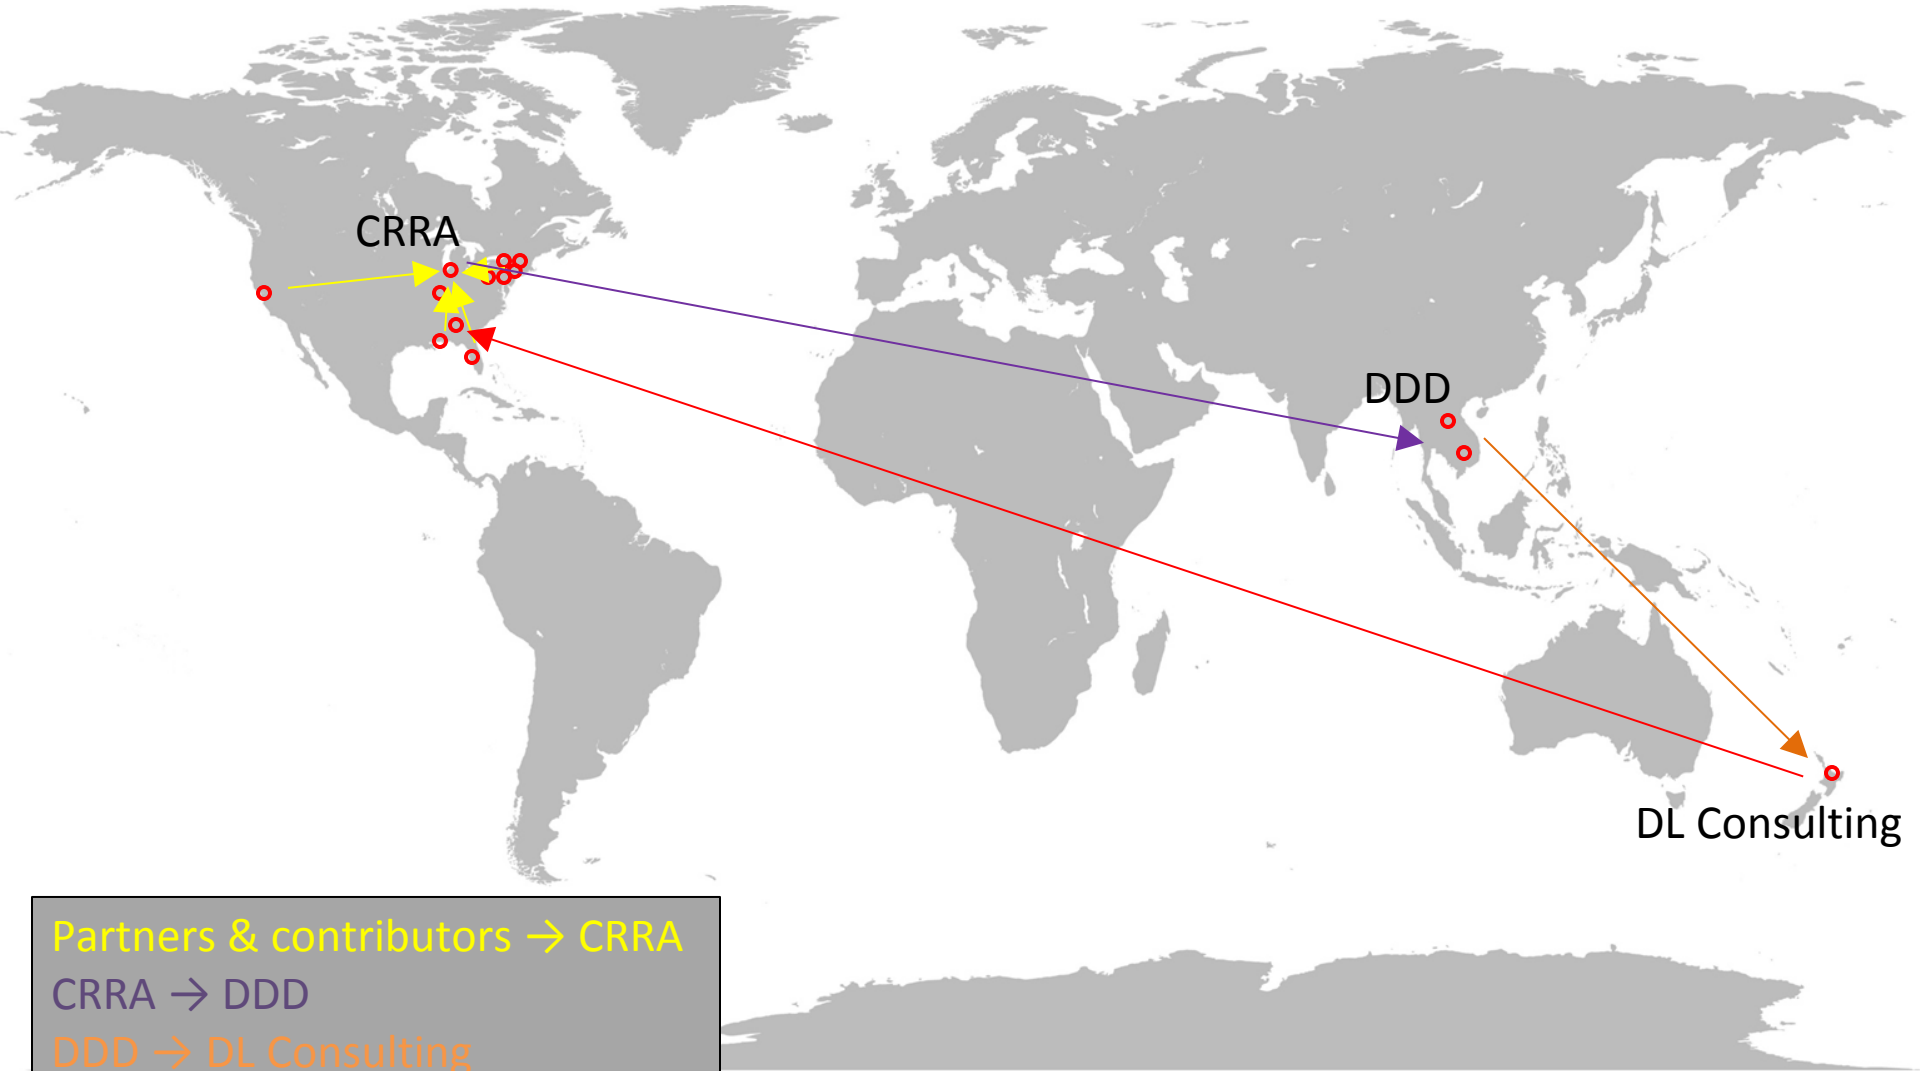 CRRA
DDD
DL Consulting
Partners & contributors → CRRA
CRRA → DDD
DDD → DL Consulting